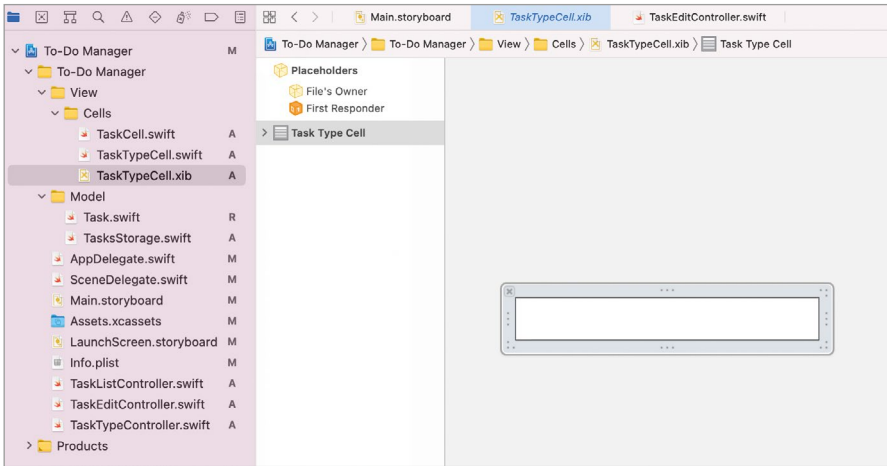 Main.storyboard
TaskTypeCell.xib
TaskEditController.swift
To-Do Manager To-Do Manager View Cells TaskTypeCell.xib Task Type Cell
To-Do Manager M
To-Do Manager
View
Cells
TaskCell.swift A
TaskTypeCell.swift A
TaskTypeCell.xib A
Model
Task.swift R
TasksStorage.swift A
AppDelegate.swift M
SceneDelegate.swift M
Main.storyboard M
Assets.xcassets M
LaunchScreen.storyboard M
Info.plist M
TaskListController.swift A
TaskEditController.swift A
TaskTypeController.swift A
Products
Placeholders
File's Owner
First Responder
Task Type Cell